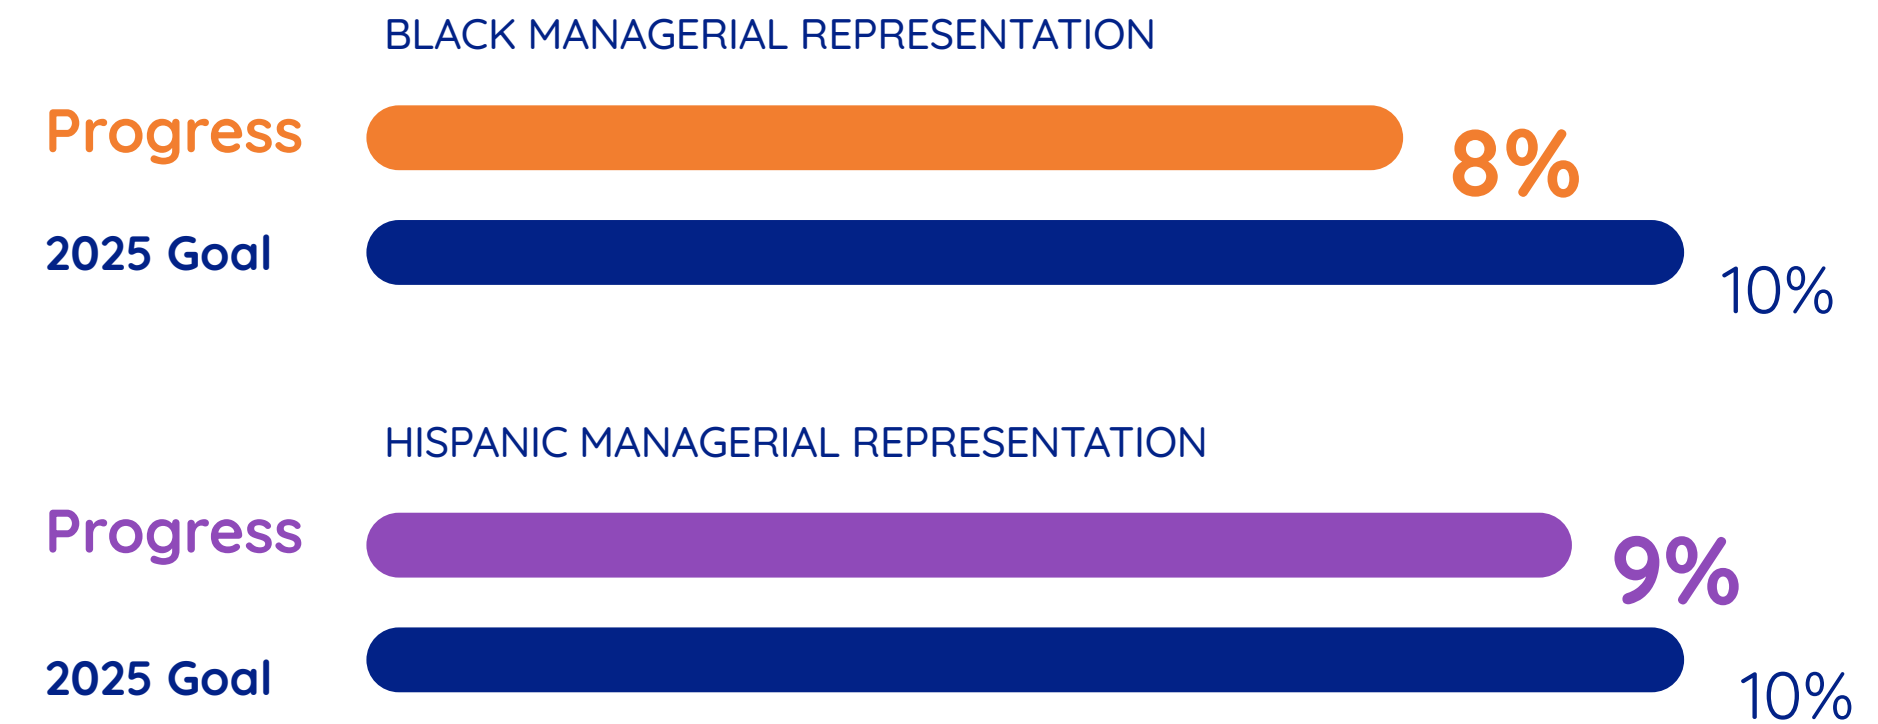 BLACK MANAGERIAL REPRESENTATION
Progress
8%
2025 Goal
10%
HISPANIC MANAGERIAL REPRESENTATION
Progress
9%
2025 Goal
10%